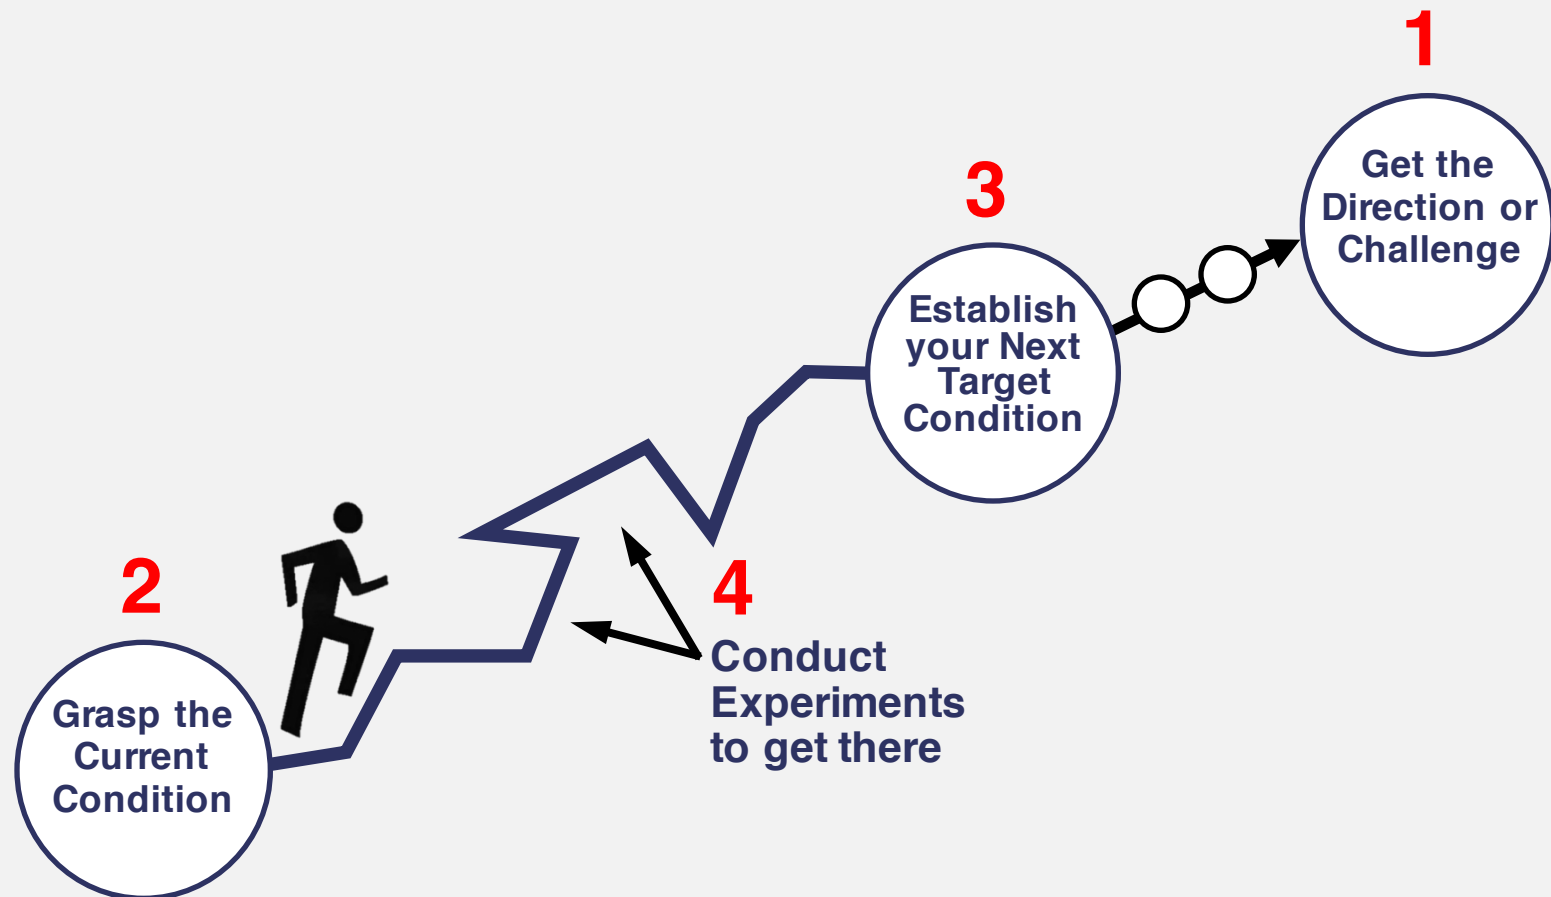 1
Get the
Direction or
Challenge
3
Establish
your Next
Target
Condition
2
Grasp the
Current
Condition
4
Conduct
Experiments
to get there